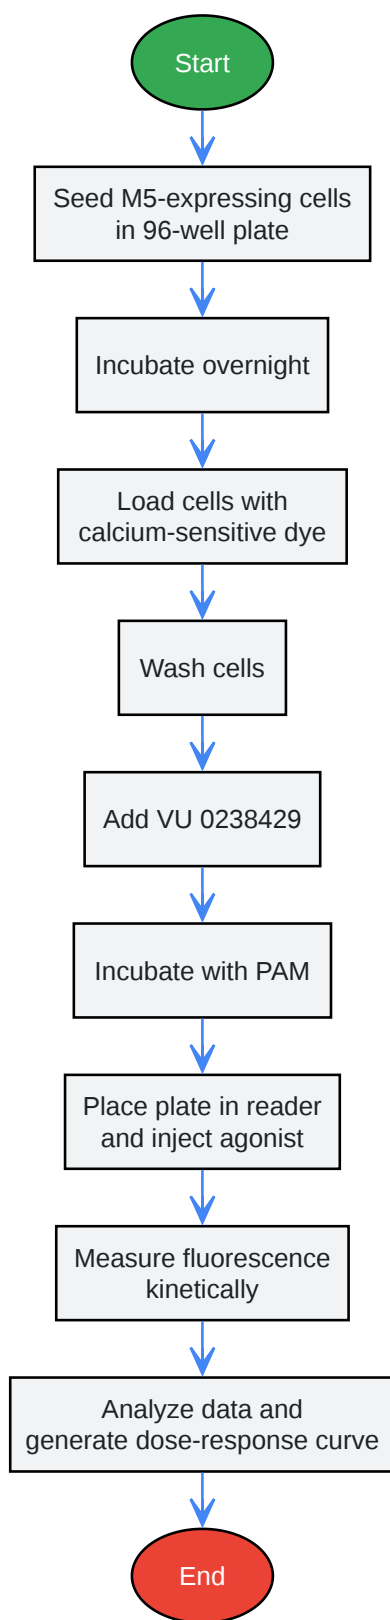 Start
Seed M5-expressing cells
in 96-well plate
Incubate overnight
Load cells with
calcium-sensitive dye
Wash cells
Add VU 0238429
Incubate with PAM
Place plate in reader
and inject agonist
Measure fluorescence
kinetically
Analyze data and
generate dose-response curve
End